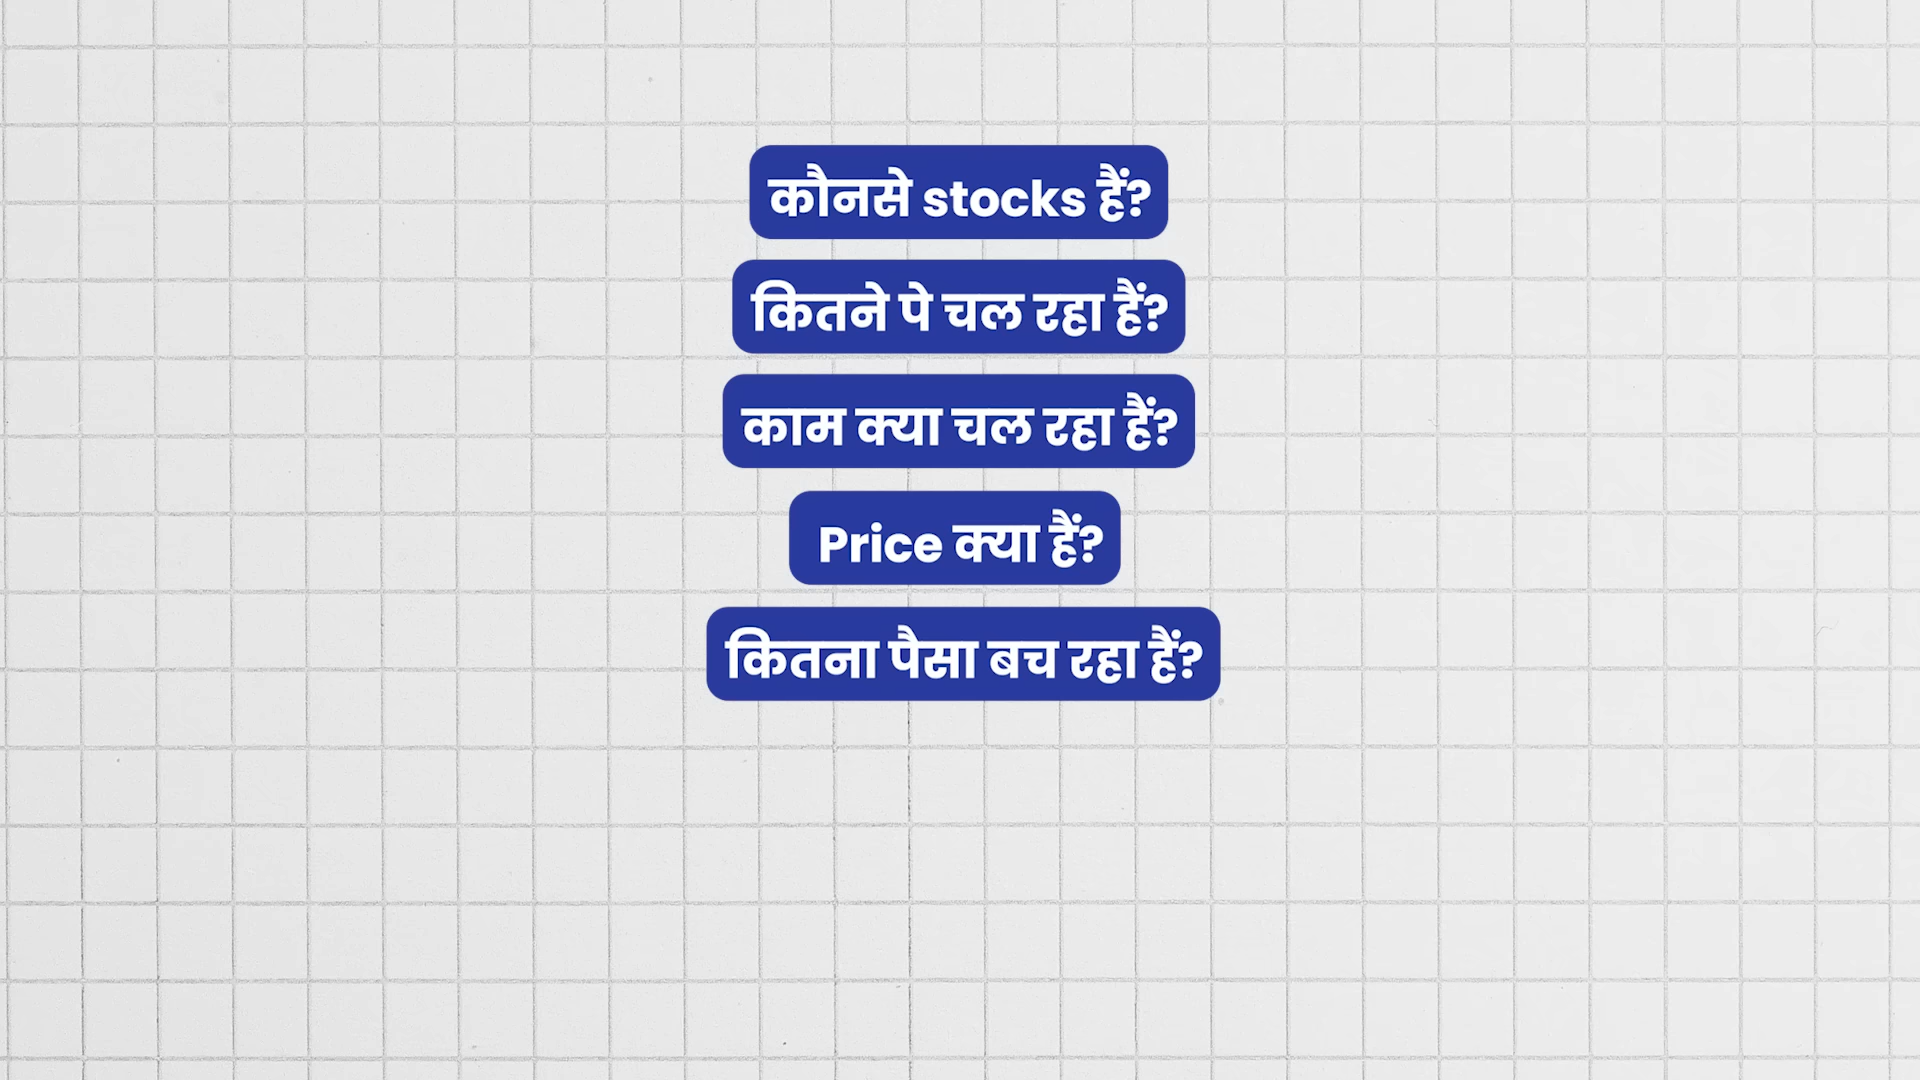 कौनसे stocks हैं?
कितने पे चल रहा हैं?
काम क्या चल रहा हैं?
Price क्या हैं?
कितना पैसा बच रहा हैं?